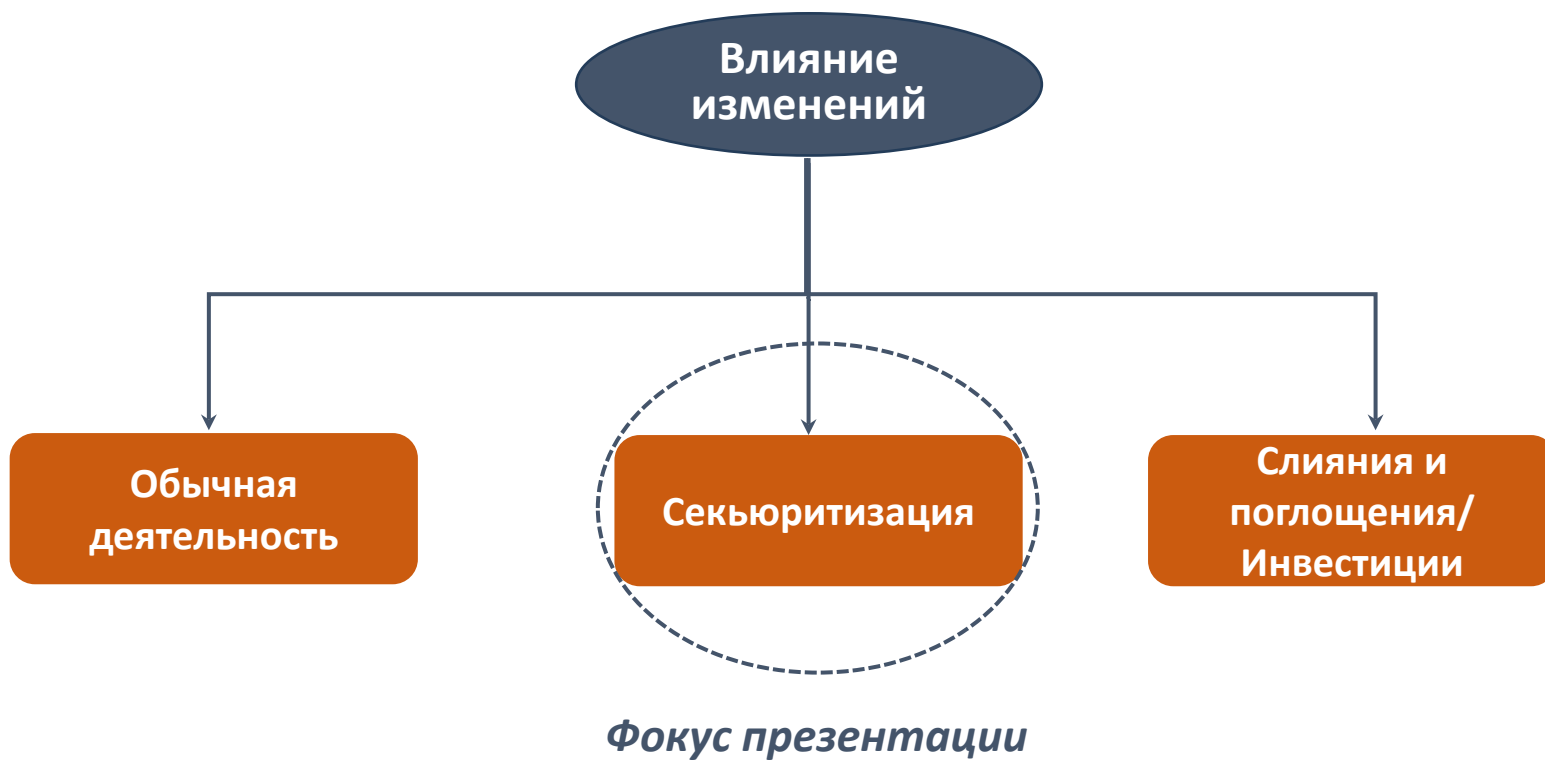 Влияние
изменений
Обычная
деятельность
Секьюритизация
Слияния и
поглощения/
Инвестиции
Фокус презентации